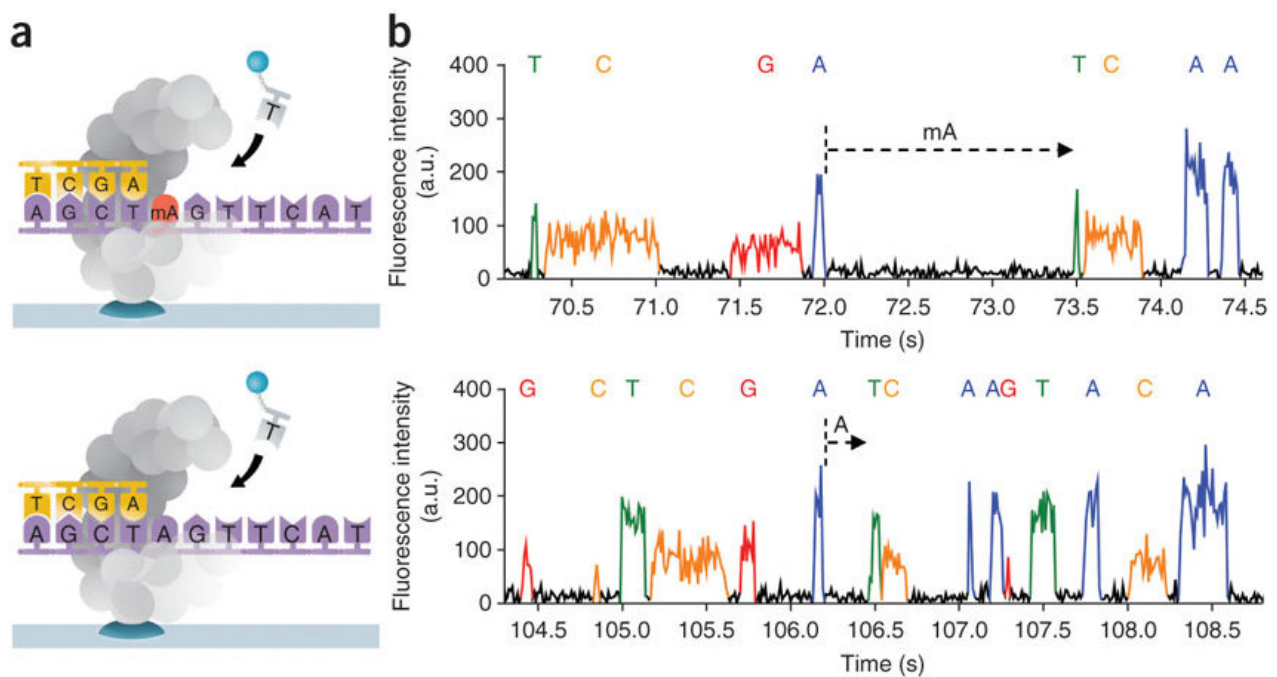 a
T
T C G A
A G C T mA G T T C A T
T
T C G A
A G C T A G T T C A T
b
T C G A T C A A
Fluorescence intensity
(a.u.)
400
300
200
100
0
mA
70.5 71.0 71.5 72.0 72.5 73.0 73.5 74.0 74.5
Time (s)
G C T C G A T C A A G T A C A
Fluorescence intensity
(a.u.)
400
300
200
100
0
A
104.5 105.0 105.5 106.0 106.5 107.0 107.5 108.0 108.5
Time (s)